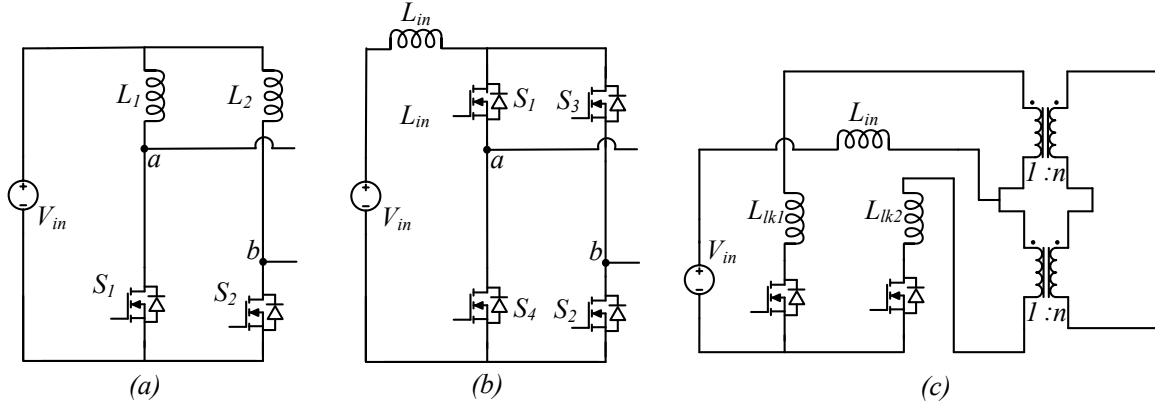 L1
L2
a
Vin
b
S1
S2
(a)
Lin
S1
S3
Lin
a
Vin
b
S4
S2
(b)
Lin
1 :n
Llk1
Llk2
Vin
1 :n
(c)